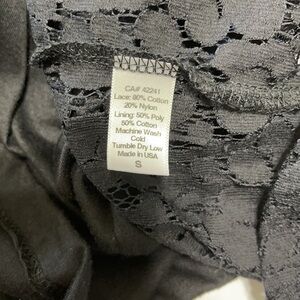 CA# 42241
Lace: 80% Cotton
20% Nylon
Lining: 50% Poly
50% Cotton
Machine Wash
Cold
Tumble Dry Low
Made in USA
S